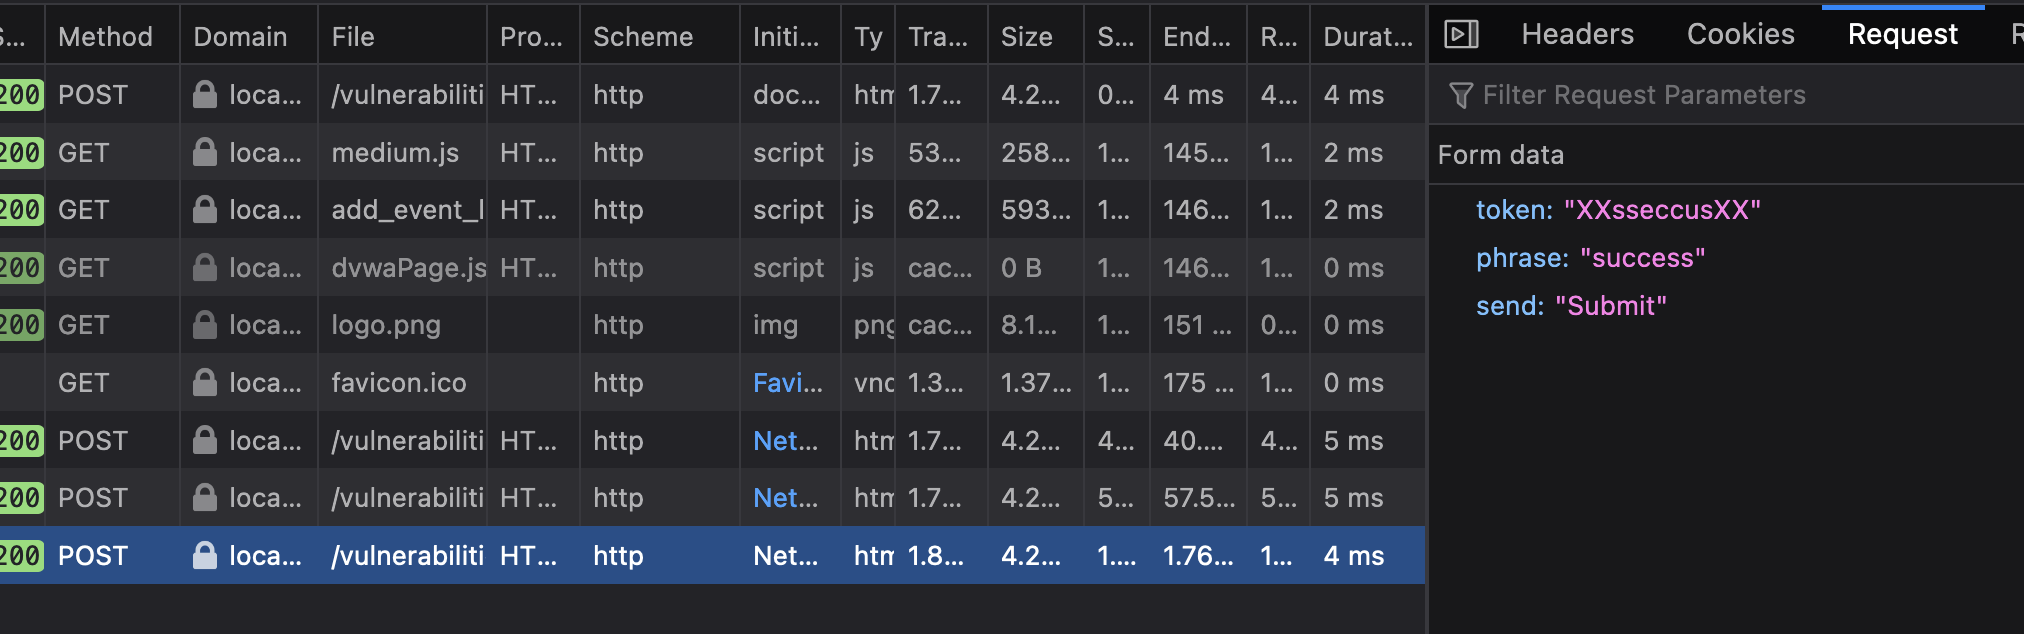 S... Method Domain File Pro... Scheme Initi... Ty Tra... Size S... End... R... Durat... Headers Cookies Request
Filter Request Parameters
200 POST loca... /vulnerabiliti HT... http doc... htm 1.7... 4.2... 0... 4 ms 4... 4 ms
Form data
200 GET loca... medium.js HT... http script js 53... 258... 1... 145... 1... 2 ms
token: "XXsseccusXX"
200 GET loca... add_event_l HT... http script js 62... 593... 1... 146... 1... 2 ms
phrase: "success"
200 GET loca... dvwaPage.js HT... http script js cac... 0 B 1... 146... 1... 0 ms
send: "Submit"
200 GET loca... logo.png http img png cac... 8.1... 1... 151 ... 0... 0 ms
GET loca... favicon.ico http Favi... vnd 1.3... 1.37... 1... 175 ... 1... 0 ms
200 POST loca... /vulnerabiliti HT... http Net... htm 1.7... 4.2... 4... 40.... 4... 5 ms
200 POST loca... /vulnerabiliti HT... http Net... htm 1.7... 4.2... 5... 57.5... 5... 5 ms
200 POST loca... /vulnerabiliti HT... http Net... htm 1.8... 4.2... 1.... 1.76... 1... 4 ms